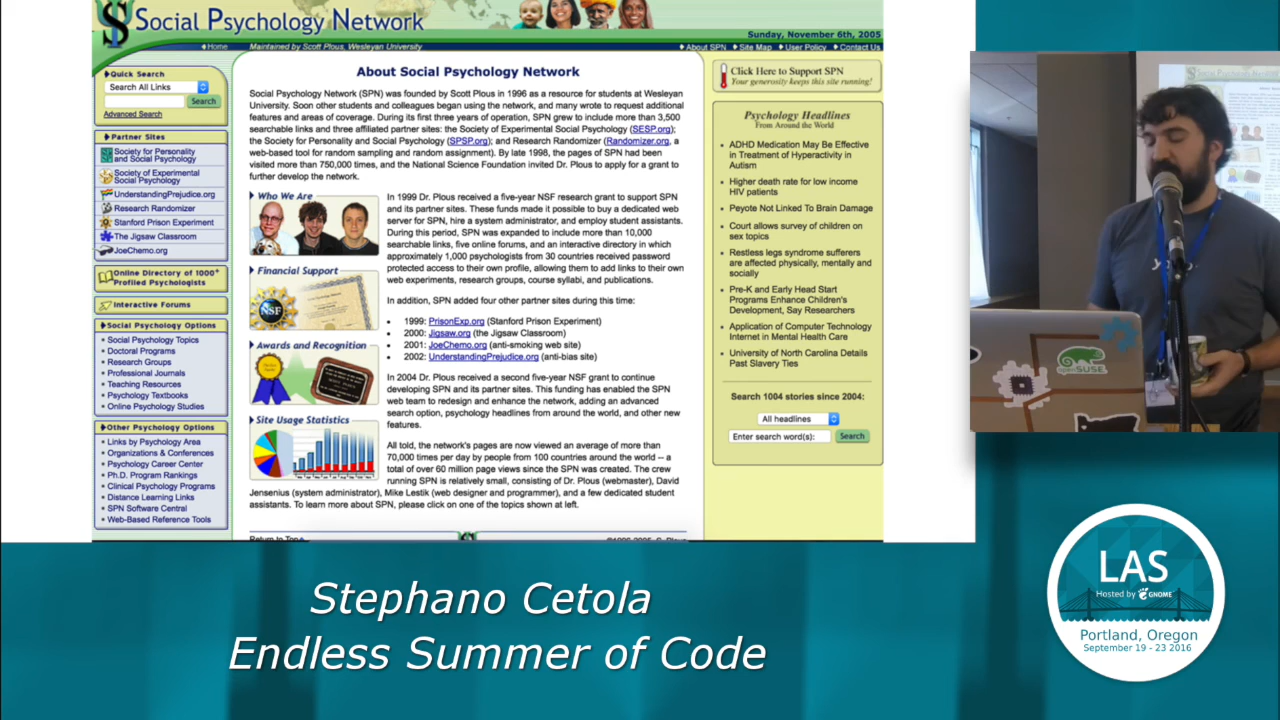 Social Psychology Network
Sunday, November 6th, 2005
Home
Maintained by Scott Plous, Wesleyan University
About SPN
Site Map
User Policy
Contact Us
Quick Search
Search All Links
Search
Advanced Search
Partner Sites
Society for Personality
and Social Psychology
Society of Experimental
Social Psychology
UnderstandingPrejudice.org
Research Randomizer
Stanford Prison Experiment
The Jigsaw Classroom
JoeChemo.org
Online Directory of 1000+
Profiled Psychologists
Interactive Forums
Social Psychology Options
Social Psychology Topics
Doctoral Programs
Research Groups
Professional Journals
Teaching Resources
Psychology Textbooks
Online Psychology Studies
Other Psychology Options
Links by Psychology Area
Organizations & Conferences
Psychology Career Center
Ph.D. Program Rankings
Clinical Psychology Programs
Distance Learning Links
SPN Software Central
Web-Based Reference Tools
About Social Psychology Network
Social Psychology Network (SPN) was founded by Scott Plous in 1996 as a resource for students at Wesleyan
University. Soon other students and colleagues began using the network, and many wrote to request additional
features and areas of coverage. During its first three years of operation, SPN grew to include more than 3,500
searchable links and three affiliated partner sites: the Society of Experimental Social Psychology (SESP.org);
the Society for Personality and Social Psychology (SPSP.org); and Research Randomizer (Randomizer.org, a
web-based tool for random sampling and random assignment). By late 1998, the pages of SPN had been
visited more than 750,000 times, and the National Science Foundation invited Dr. Plous to apply for a grant to
further develop the network.
Who We Are
In 1999 Dr. Plous received a five-year NSF research grant to support SPN
and its partner sites. These funds made it possible to buy a dedicated web
server for SPN, hire a system administrator, and employ student assistants.
During this period, SPN was expanded to include more than 10,000
searchable links, five online forums, and an interactive directory in which
approximately 1,000 psychologists from 30 countries received password
protected access to their own profile, allowing them to add links to their own
web experiments, research groups, course syllabi, and publications.
Financial Support
NSF
In addition, SPN added four other partner sites during this time:
1999: PrisonExp.org (Stanford Prison Experiment)
2000: Jigsaw.org (the Jigsaw Classroom)
2001: JoeChemo.org (anti-smoking web site)
2002: UnderstandingPrejudice.org (anti-bias site)
Awards and Recognition
In 2004 Dr. Plous received a second five-year NSF grant to continue
developing SPN and its partner sites. This funding has enabled the SPN
web team to redesign and enhance the network, adding an advanced
search option, psychology headlines from around the world, and other new
features.
Site Usage Statistics
All told, the network's pages are now viewed an average of more than
70,000 times per day by people from 100 countries around the world -- a
total of over 60 million page views since the SPN was created. The crew
running SPN is relatively small, consisting of Dr. Plous (webmaster), David
Jensenius (system administrator), Mike Lestik (web designer and programmer), and a few dedicated student
assistants. To learn more about SPN, please click on one of the topics shown at left.
Return to Top
Click Here to Support SPN
Your generosity keeps this site running!
Psychology Headlines
From Around the World
ADHD Medication May Be Effective
in Treatment of Hyperactivity in
Autism
Higher death rate for low income
HIV patients
Peyote Not Linked To Brain Damage
Court allows survey of children on
sex topics
Restless legs syndrome sufferers
are affected physically, mentally and
socially
Pre-K and Early Head Start
Programs Enhance Children's
Development, Say Researchers
Application of Computer Technology
Internet in Mental Health Care
University of North Carolina Details
Past Slavery Ties
Search 1004 stories since 2004:
All headlines
Enter search word(s):
Search
openSUSE
Stephano Cetola
Endless Summer of Code
LAS
Hosted by GNOME
Portland, Oregon
September 19 - 23 2016